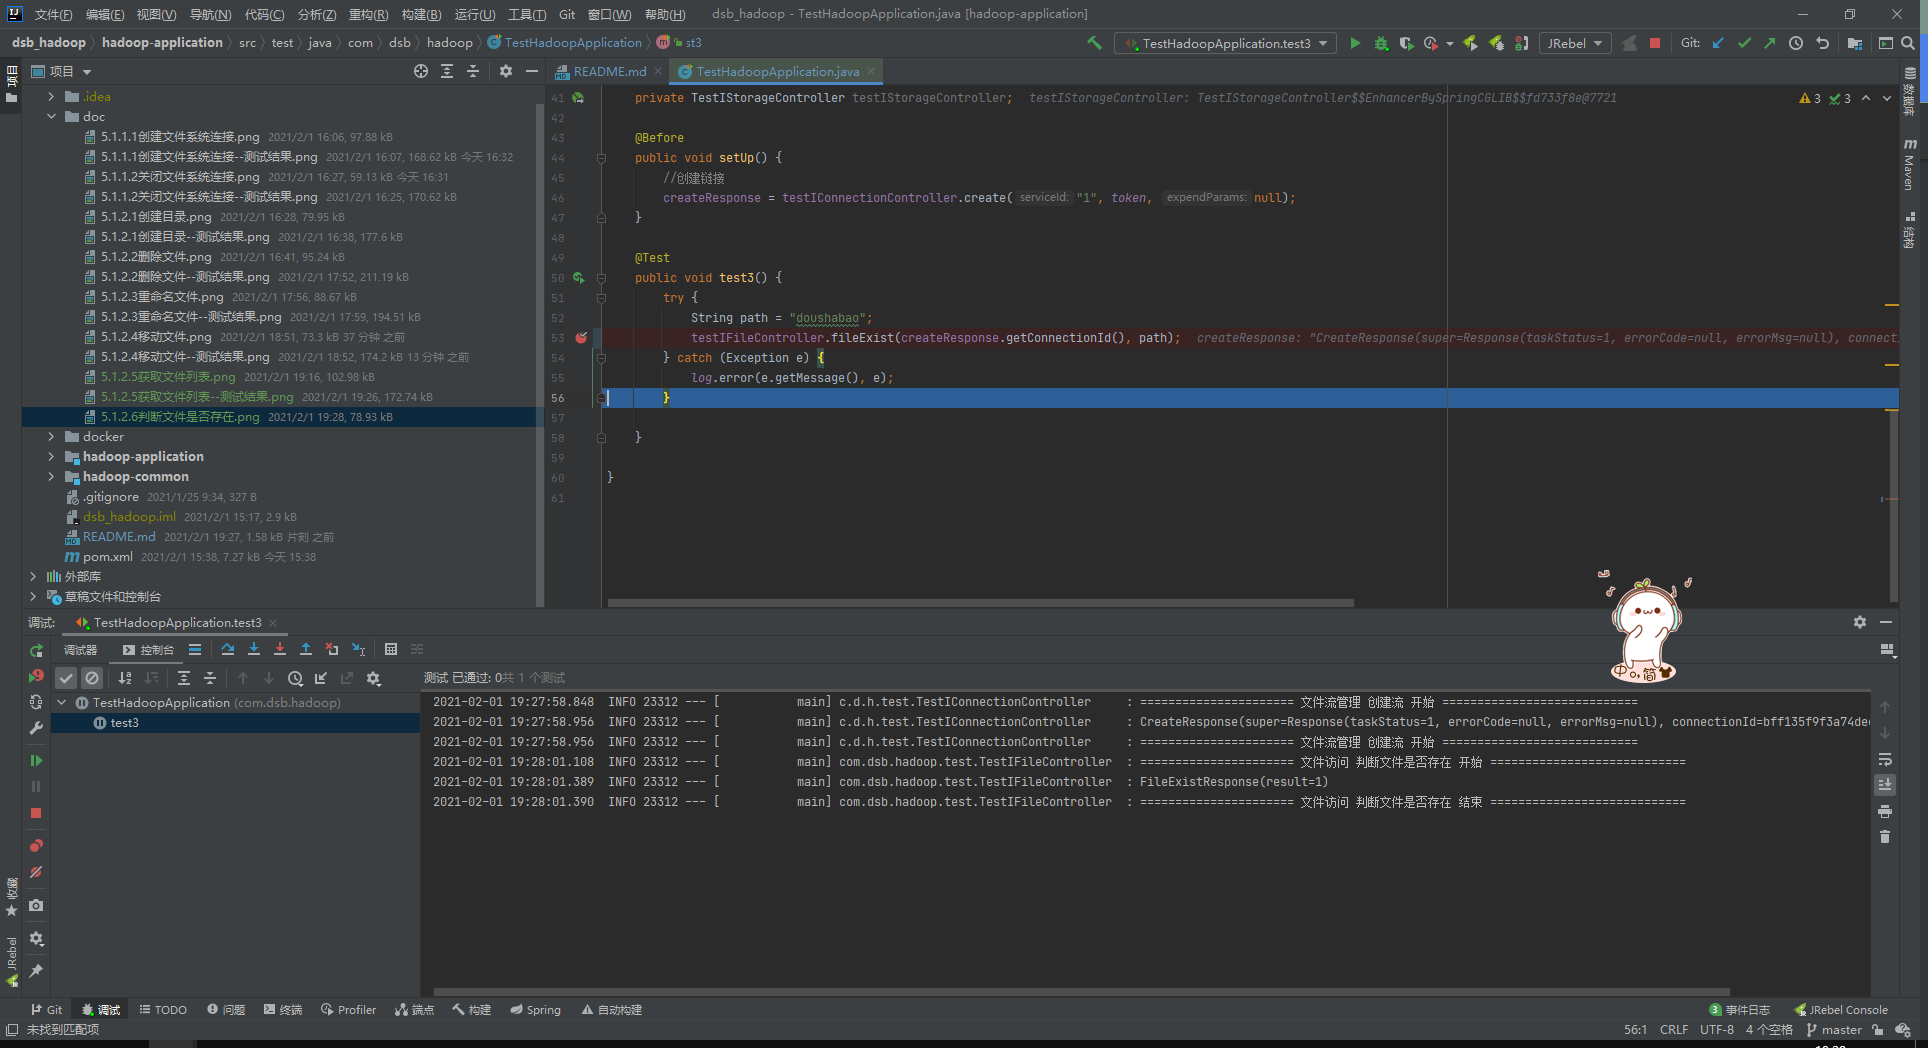 文件(F) 编辑(E) 视图(V) 导航(N) 代码(C) 分析(Z) 重构(R) 构建(B) 运行(U) 工具(T) Git 窗口(W) 帮助(H) dsb_hadoop - TestHadoopApplication.java [hadoop-application]
dsb_hadoop hadoop-application src test java com dsb hadoop TestHadoopApplication st3 TestHadoopApplication.test3 JRebel Git:
项目 README.md TestHadoopApplication.java
.idea
doc
5.1.1.1创建文件系统连接.png 2021/2/1 16:06, 97.88 kB
5.1.1.1创建文件系统连接--测试结果.png 2021/2/1 16:07, 168.62 kB 今天 16:32
5.1.1.2关闭文件系统连接.png 2021/2/1 16:27, 59.13 kB 今天 16:31
5.1.1.2关闭文件系统连接--测试结果.png 2021/2/1 16:25, 170.62 kB
5.1.2.1创建目录.png 2021/2/1 16:28, 79.95 kB
5.1.2.1创建目录--测试结果.png 2021/2/1 16:38, 177.6 kB
5.1.2.2删除文件.png 2021/2/1 16:41, 95.24 kB
5.1.2.2删除文件--测试结果.png 2021/2/1 17:52, 211.19 kB
5.1.2.3重命名文件.png 2021/2/1 17:56, 88.67 kB
5.1.2.3重命名文件--测试结果.png 2021/2/1 17:59, 194.51 kB
5.1.2.4移动文件.png 2021/2/1 18:51, 73.3 kB 37 分钟 之前
5.1.2.4移动文件--测试结果.png 2021/2/1 18:52, 174.2 kB 13 分钟 之前
5.1.2.5获取文件列表.png 2021/2/1 19:16, 102.98 kB
5.1.2.5获取文件列表--测试结果.png 2021/2/1 19:26, 172.74 kB
5.1.2.6判断文件是否存在.png 2021/2/1 19:28, 78.93 kB
docker
hadoop-application
hadoop-common
.gitignore 2021/1/25 9:34, 327 B
dsb_hadoop.iml 2021/2/1 15:17, 2.9 kB
README.md 2021/2/1 19:27, 1.58 kB 片刻 之前
pom.xml 2021/2/1 15:38, 7.27 kB 今天 15:38
外部库
草稿文件和控制台
41 private TestIStorageController testIStorageController; testIStorageController: TestIStorageController$$EnhancerBySpringCGLIB$$fd733f8e@7721 3 3
42
43 @Before
44 public void setUp() {
45 //创建链接
46 createResponse = testIConnectionController.create( serviceId: "1", token, expendParams: null);
47 }
48
49 @Test
50 public void test3() {
51 try {
52 String path = "doushabao";
53 testIFileController.fileExist(createResponse.getConnectionId(), path); createResponse: "CreateResponse(super=Response(taskStatus=1, errorCode=null, errorMsg=null), connecti
54 } catch (Exception e) {
55 log.error(e.getMessage(), e);
56 }
57
58 }
59
60 }
61
数据库
Maven
结构
项目
收藏
JRebel
中 简
调试: TestHadoopApplication.test3
调试器 控制台
测试 已通过: 0共 1 个测试
TestHadoopApplication (com.dsb.hadoop)
test3
2021-02-01 19:27:58.848 INFO 23312 --- [ main] c.d.h.test.TestIConnectionController : ====================== 文件流管理 创建流 开始 ============================
2021-02-01 19:27:58.956 INFO 23312 --- [ main] c.d.h.test.TestIConnectionController : CreateResponse(super=Response(taskStatus=1, errorCode=null, errorMsg=null), connectionId=bff135f9f3a74dec
2021-02-01 19:27:58.956 INFO 23312 --- [ main] c.d.h.test.TestIConnectionController : ====================== 文件流管理 创建流 开始 ============================
2021-02-01 19:28:01.108 INFO 23312 --- [ main] com.dsb.hadoop.test.TestIFileController : ====================== 文件访问 判断文件是否存在 开始 ============================
2021-02-01 19:28:01.389 INFO 23312 --- [ main] com.dsb.hadoop.test.TestIFileController : FileExistResponse(result=1)
2021-02-01 19:28:01.390 INFO 23312 --- [ main] com.dsb.hadoop.test.TestIFileController : ====================== 文件访问 判断文件是否存在 结束 ============================
Git 调试 TODO 问题 终端 Profiler 端点 构建 Spring 自动构建 3 事件日志 JRebel Console
未找到匹配项 56:1 CRLF UTF-8 4 个空格 master